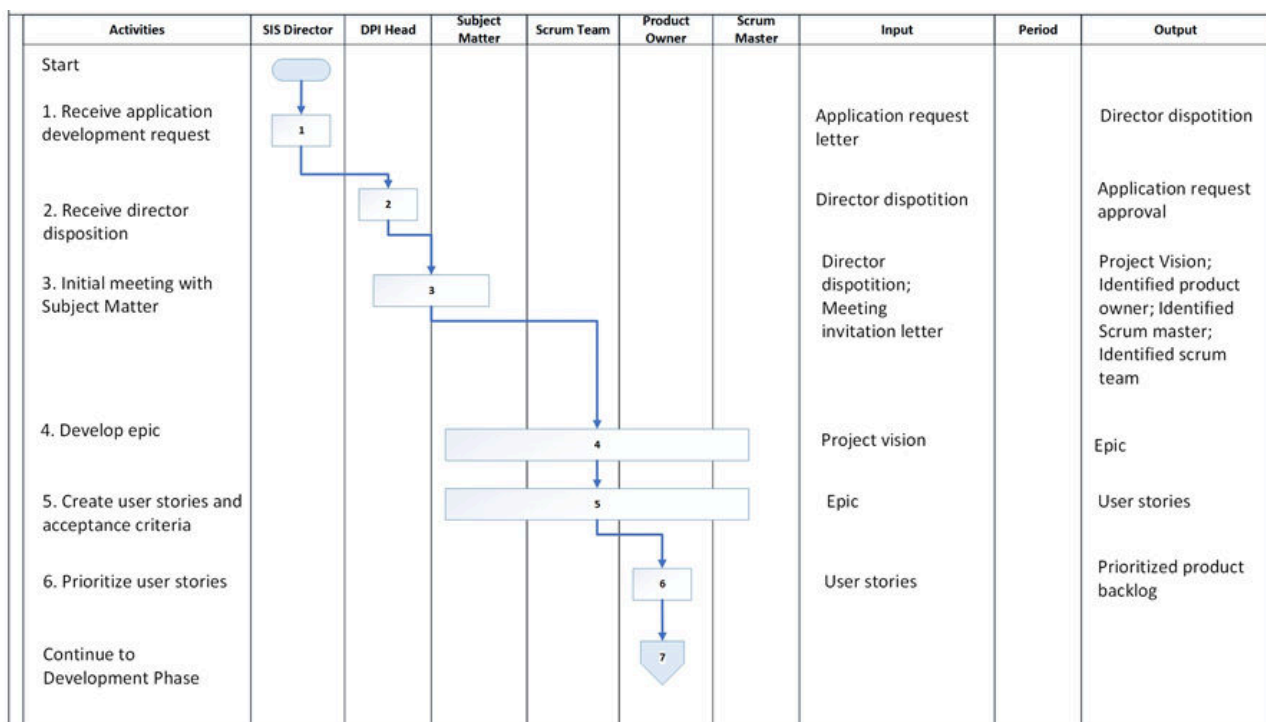 Activities
SIS Director
DPI Head
Subject
Matter
Scrum Team
Product
Owner
Scrum
Master
Input
Period
Output
Start
1. Receive application
development request
1
Application request
letter
Director dispotition
2. Receive director
disposition
2
Director dispotition
Application request
approval
3. Initial meeting with
Subject Matter
3
Director
dispotition;
Meeting
invitation letter
Project Vision;
Identified product
owner; Identified
Scrum master;
Identified scrum
team
4. Develop epic
4
Project vision
Epic
5. Create user stories and
acceptance criteria
5
Epic
User stories
6. Prioritize user stories
6
User stories
Prioritized product
backlog
Continue to
Development Phase
7